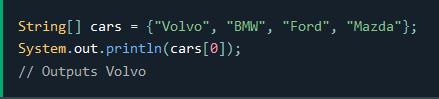 String[] cars = {"Volvo", "BMW", "Ford", "Mazda"};
System.out.println(cars[0]);
// Outputs Volvo